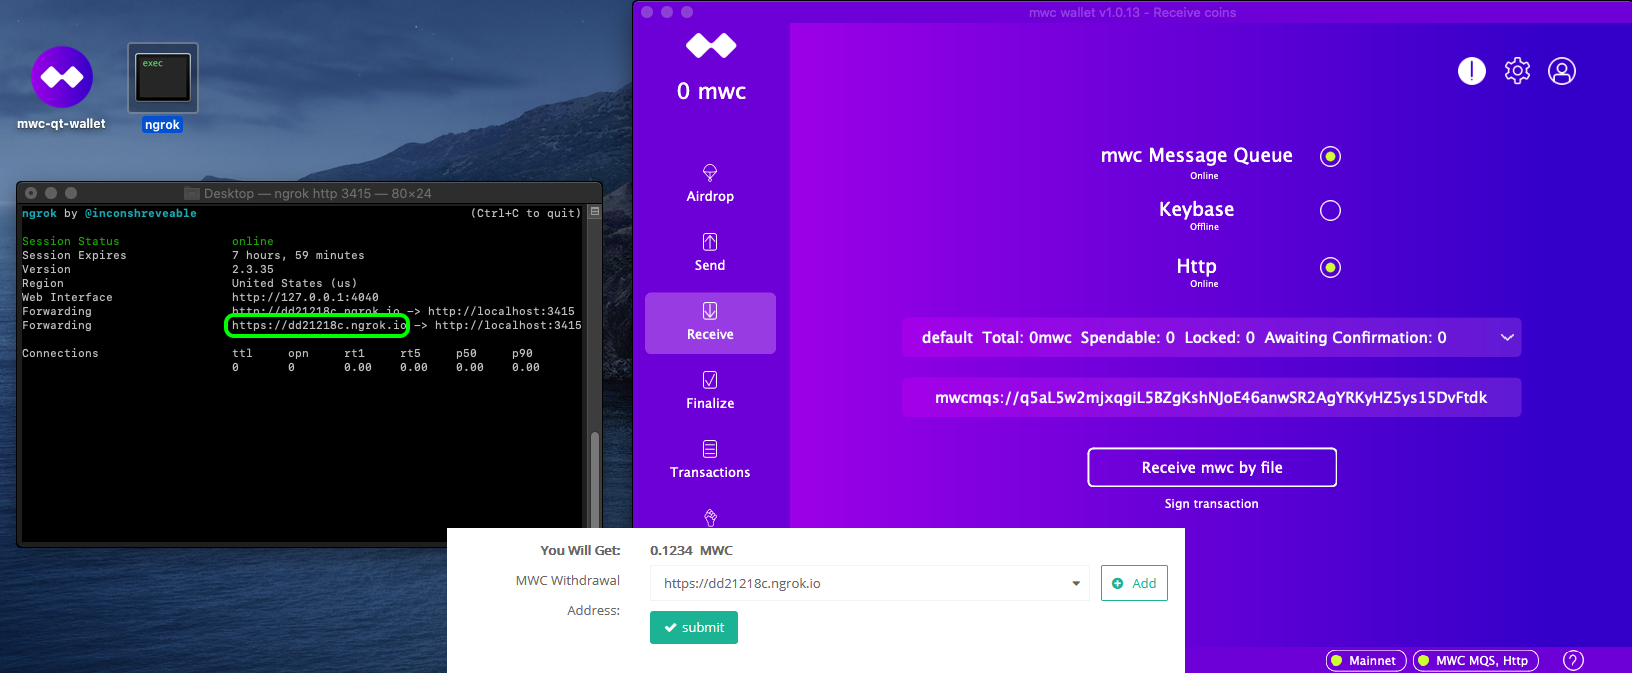 exec
mwc-qt-wallet
ngrok
Desktop — ngrok http 3415 — 80×24
ngrok by @inconshreveable (Ctrl+C to quit)
Session Status online
Session Expires 7 hours, 59 minutes
Version 2.3.35
Region United States (us)
Web Interface http://127.0.0.1:4040
Forwarding http://dd21218c.ngrok.io -> http://localhost:3415
Forwarding https://dd21218c.ngrok.io -> http://localhost:3415
Connections ttl opn rt1 rt5 p50 p90
0 0 0.00 0.00 0.00 0.00
mwc wallet v1.0.13 - Receive coins
0 mwc
Airdrop
Send
Receive
Finalize
Transactions
mwc Message Queue
Online
Keybase
Offline
Http
Online
default Total: 0mwc Spendable: 0 Locked: 0 Awaiting Confirmation: 0
mwcmqs://q5aL5w2mjxqgiL5BZgKshNJoE46anwSR2AgYRKyHZ5ys15DvFtdk
Receive mwc by file
Sign transaction
You Will Get: 0.1234 MWC
MWC Withdrawal
Address:
https://dd21218c.ngrok.io
Add
submit
Mainnet
MWC MQS, Http
?